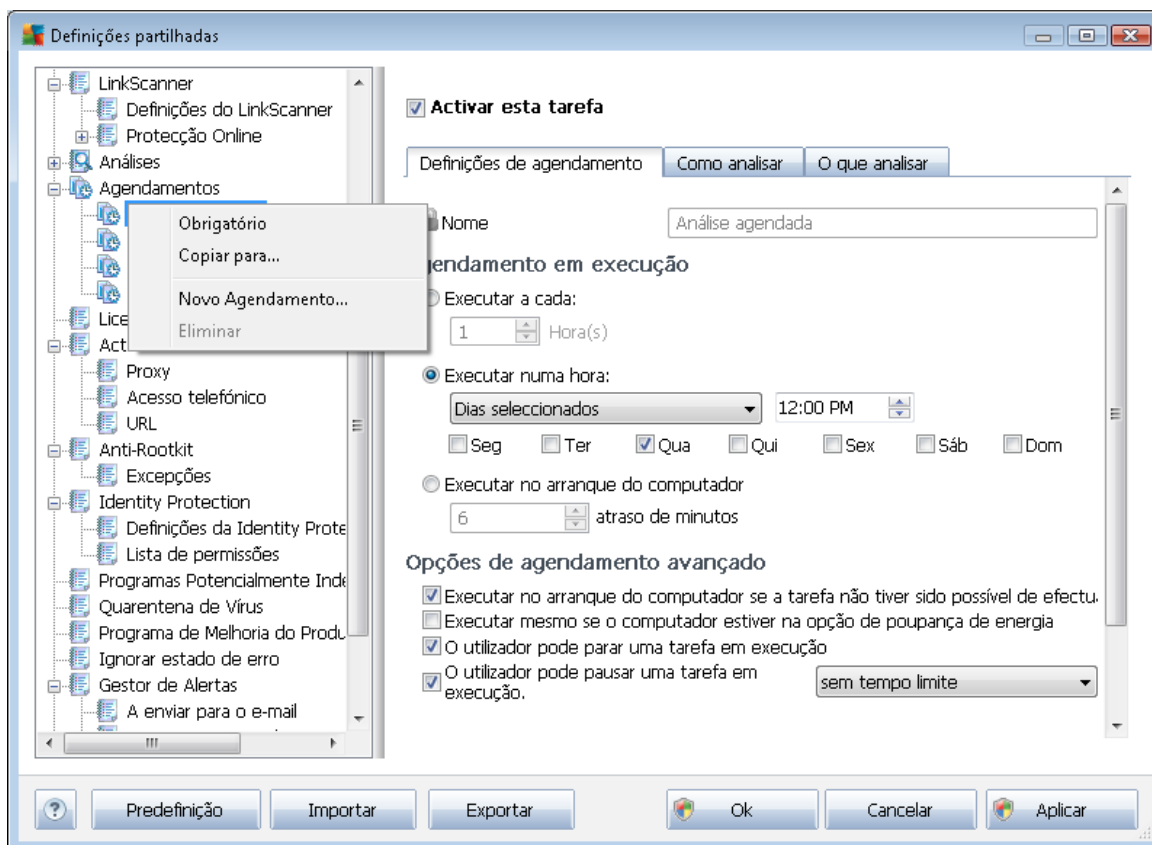 Definições partilhadas
LinkScanner
Definições do LinkScanner
Protecção Online
Análises
Agendamentos
Obrigatório
Copiar para...
Novo Agendamento...
Eliminar
Proxy
Acesso telefónico
URL
Anti-Rootkit
Excepções
Identity Protection
Definições da Identity Prote
Lista de permissões
Programas Potencialmente Inde
Quarentena de Vírus
Programa de Melhoria do Produ
Ignorar estado de erro
Gestor de Alertas
A enviar para o e-mail
Activar esta tarefa
Definições de agendamento
Como analisar
O que analisar
Nome
Análise agendada
gendamento em execução
Executar a cada:
1 Hora(s)
Executar numa hora:
Dias seleccionados 12:00 PM
Seg Ter Qua Qui Sex Sáb Dom
Executar no arranque do computador
6 atraso de minutos
Opções de agendamento avançado
Executar no arranque do computador se a tarefa não tiver sido possível de efectu
Executar mesmo se o computador estiver na opção de poupança de energia
O utilizador pode parar uma tarefa em execução
O utilizador pode pausar uma tarefa em
execução.
sem tempo limite
Predefinição Importar Exportar Ok Cancelar Aplicar